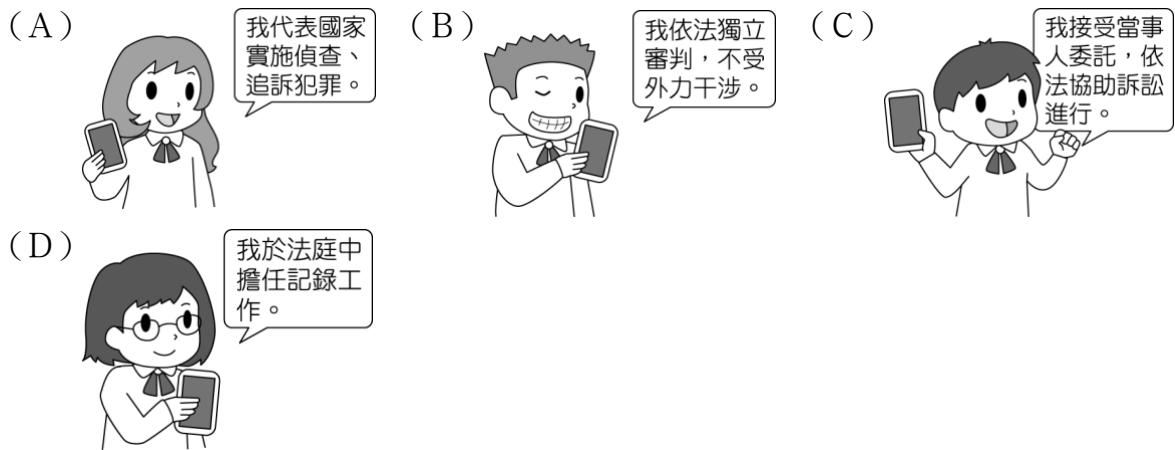 （A）
我代表國家
實施偵查、
追訴犯罪。
（B）
我依法獨立
審判，不受
外力干涉。
（C）
我接受當事
人委託，依
法協助訴訟
進行。
（D）
我於法庭中
擔任記錄工
作。